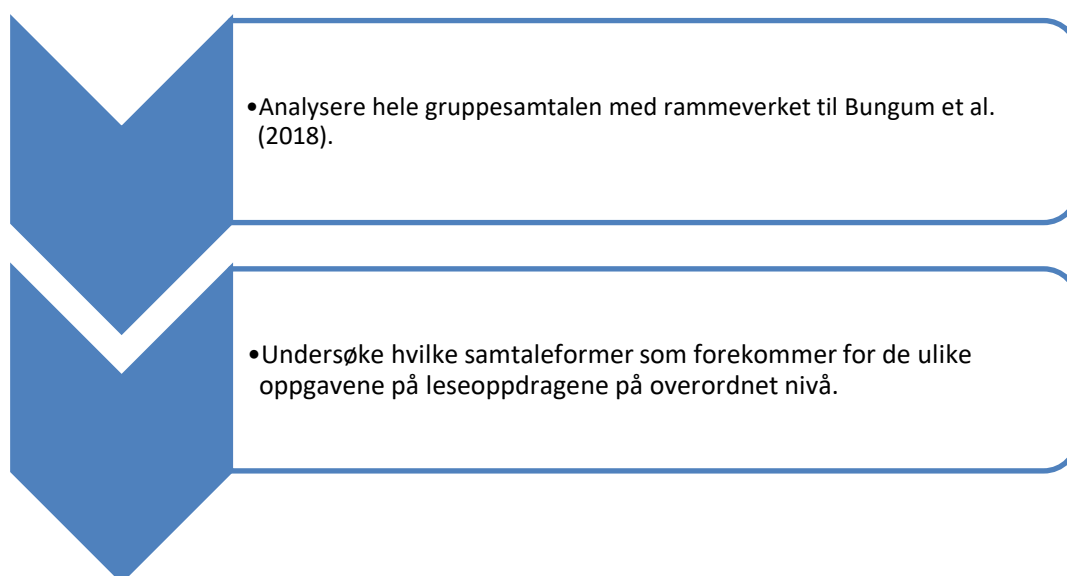 •Analysere hele gruppesamtalen med rammeverket til Bungum et al.
(2018).
•Undersøke hvilke samtaleformer som forekommer for de ulike
oppgavene på leseoppdragene på overordnet nivå.